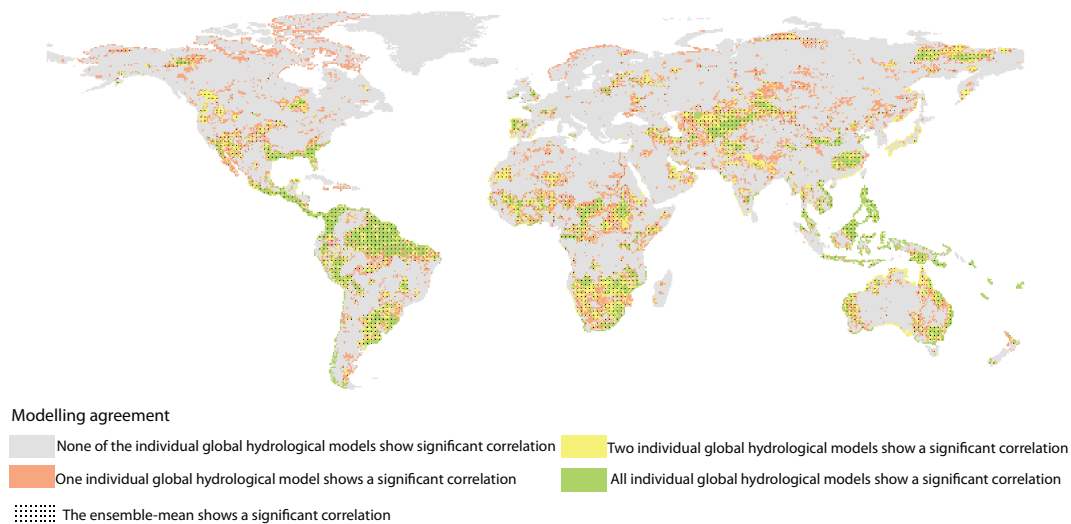 Modelling agreement
None of the individual global hydrological models show significant correlation
Two individual global hydrological models show a significant correlation
One individual global hydrological model shows a significant correlation
All individual global hydrological models show a significant correlation
The ensemble-mean shows a significant correlation